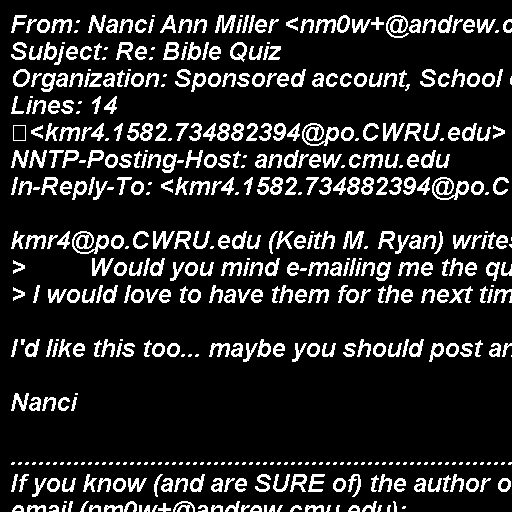 From: Nanci Ann Miller <nm0w+@andrew.c
Subject: Re: Bible Quiz
Organization: Sponsored account, School
Lines: 14
<kmr4.1582.734882394@po.CWRU.edu>
NNTP-Posting-Host: andrew.cmu.edu
In-Reply-To: <kmr4.1582.734882394@po.C
kmr4@po.CWRU.edu (Keith M. Ryan) writes
> Would you mind e-mailing me the qu
> I would love to have them for the next tim
I'd like this too... maybe you should post an
Nanci
.........................................................................
If you know (and are SURE of) the author o
email (nm0w+@andrew.cmu.edu):